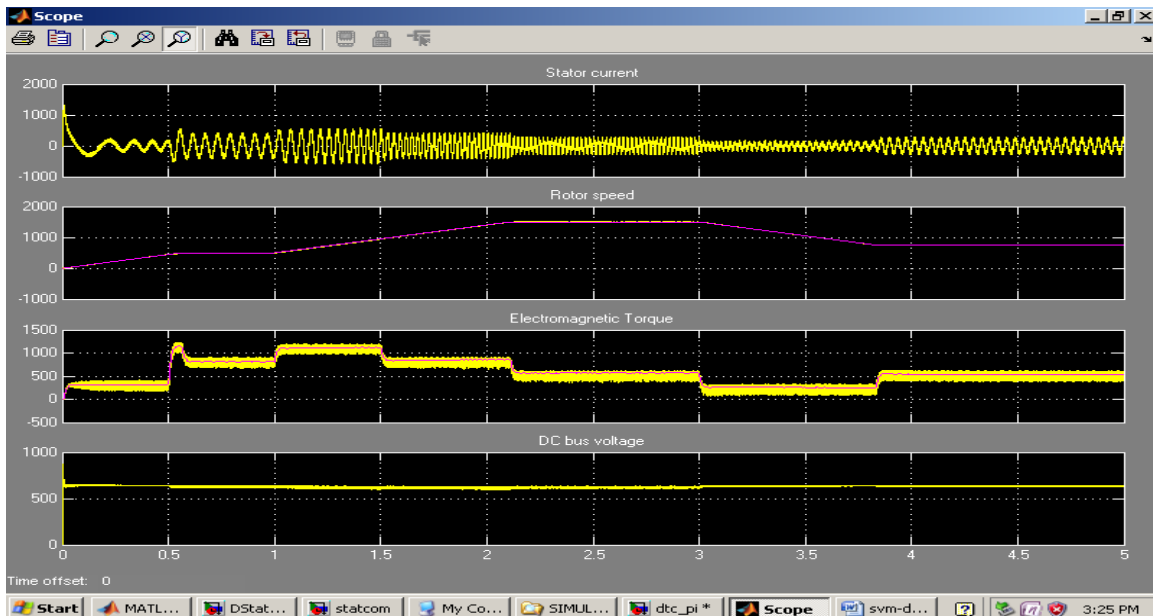 Scope
Stator current
2000
1000
0
-1000
Rotor speed
2000
1000
0
-1000
Electromagnetic Torque
1500
1000
500
0
-500
DC bus voltage
1000
500
0
0 0.5 1 1.5 2 2.5 3 3.5 4 4.5 5
Time offset: 0
Start MATL... DStat... statcom My Co... SIMUL... dtc_pi * Scope svm-d... 3:25 PM